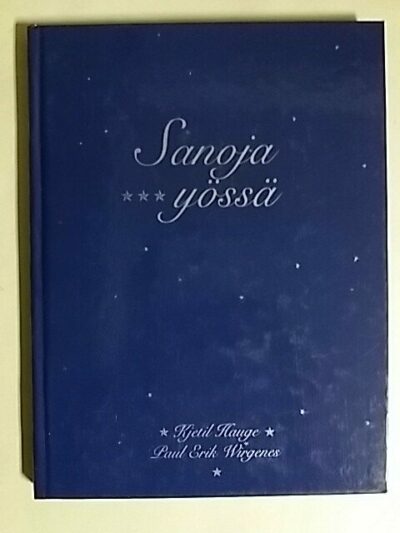 Sanoja
yössä
Kjetil Hauge
Paul Erik Wirgenes